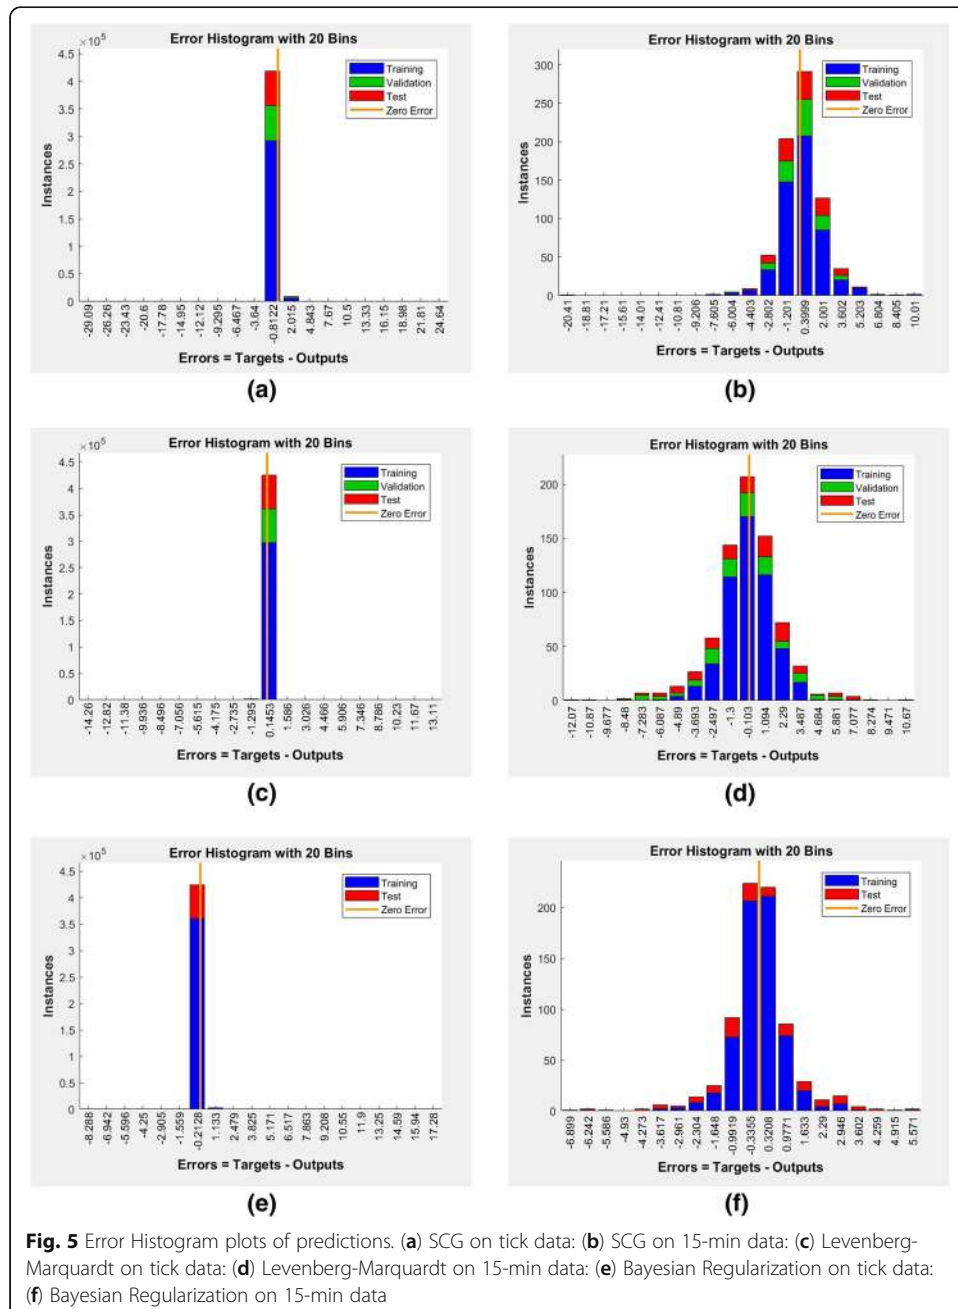 Error Histogram with 20 Bins
×10^5
4.5
4
3.5
3
2.5
2
1.5
1
0.5
0
Instances
Training
Validation
Test
Zero Error
-29.09 -26.26 -23.43 -20.6 -17.78 -14.95 -12.12 -9.295 -6.467 -3.64 -0.8122 2.015 4.843 7.67 10.5 13.33 16.15 18.98 21.81 24.64
Errors = Targets - Outputs
(a)
Error Histogram with 20 Bins
300
250
200
150
100
50
0
Instances
Training
Validation
Test
Zero Error
-20.41 -18.81 -17.21 -15.61 -14.01 -12.41 -10.81 -9.206 -7.605 -6.004 -4.403 -2.802 -1.201 0.3999 2.001 3.602 5.203 6.804 8.405 10.01
Errors = Targets - Outputs
(b)
Error Histogram with 20 Bins
×10^5
4.5
4
3.5
3
2.5
2
1.5
1
0.5
0
Instances
Training
Validation
Test
Zero Error
-14.26 -12.82 -11.38 -9.936 -8.496 -7.056 -5.615 -4.175 -2.735 -1.295 0.1453 1.586 3.026 4.466 5.906 7.346 8.786 10.23 11.67 13.11
Errors = Targets - Outputs
(c)
Error Histogram with 20 Bins
200
150
100
50
0
Instances
Training
Validation
Test
Zero Error
-12.07 -10.87 -9.677 -8.48 -7.283 -6.087 -4.89 -3.693 -2.497 -1.3 -0.103 1.094 2.29 3.487 4.684 5.881 7.077 8.274 9.471 10.67
Errors = Targets - Outputs
(d)
Error Histogram with 20 Bins
×10^5
4.5
4
3.5
3
2.5
2
1.5
1
0.5
0
Instances
Training
Test
Zero Error
-8.288 -6.942 -5.596 -4.25 -2.905 -1.559 -0.2128 1.133 2.479 3.825 5.171 6.517 7.863 9.208 10.55 11.9 13.25 14.59 15.94 17.28
Errors = Targets - Outputs
(e)
Error Histogram with 20 Bins
200
150
100
50
0
Instances
Training
Test
Zero Error
-6.899 -6.242 -5.586 -4.93 -4.273 -3.617 -2.961 -2.304 -1.648 -0.9919 -0.3355 0.3208 0.9771 1.633 2.29 2.946 3.602 4.259 4.915 5.571
Errors = Targets - Outputs
(f)
Fig. 5 Error Histogram plots of predictions. (a) SCG on tick data: (b) SCG on 15-min data: (c) Levenberg-
Marquardt on tick data: (d) Levenberg-Marquardt on 15-min data: (e) Bayesian Regularization on tick data:
(f) Bayesian Regularization on 15-min data